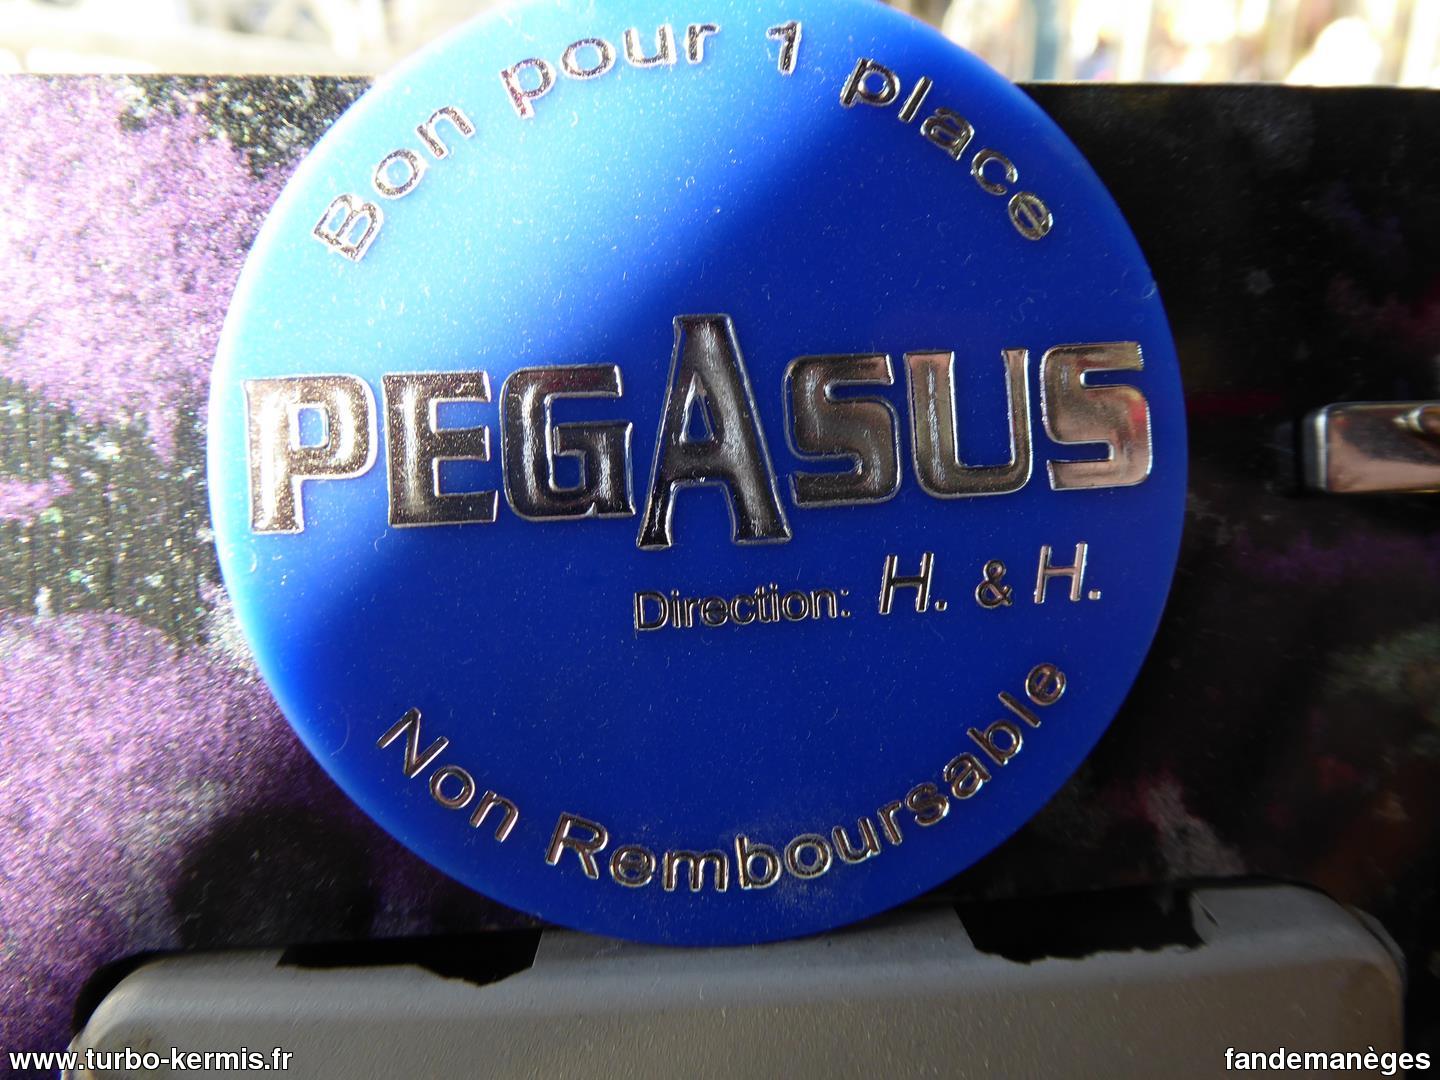 Bon pour 1 place
PEGASUS
Direction: H. & H.
Non Remboursable
www.turbo-kermis.fr
fandemanèges